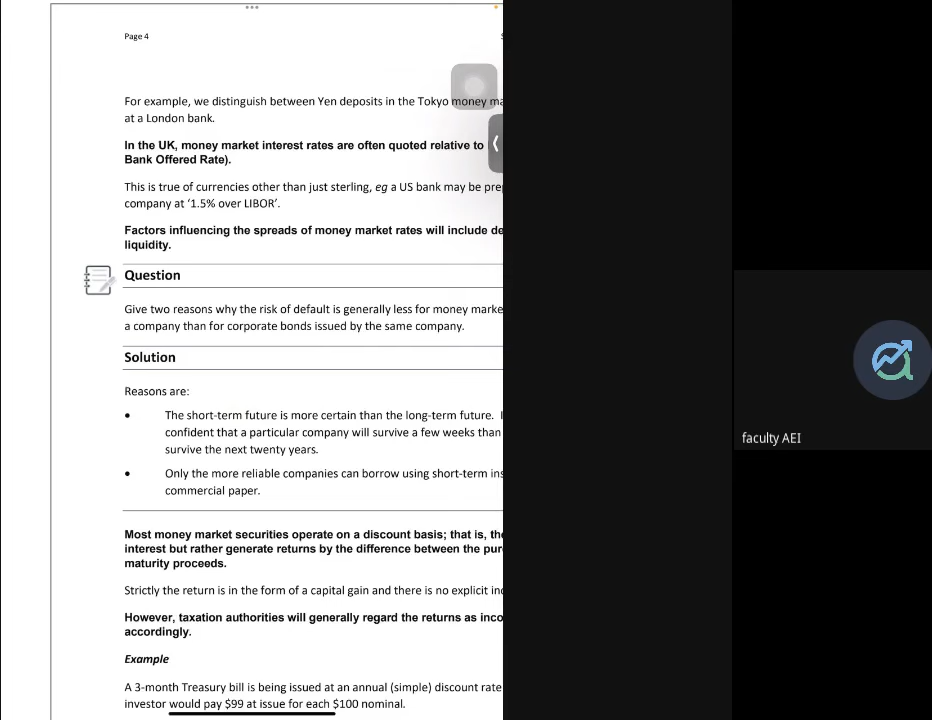 Page 4
For example, we distinguish between Yen deposits in the Tokyo money
at a London bank.
In the UK, money market interest rates are often quoted relative to
Bank Offered Rate).
This is true of currencies other than just sterling, eg a US bank may be
company at ‘1.5% over LIBOR’.
Factors influencing the spreads of money market rates will include
liquidity.
Question
Give two reasons why the risk of default is generally less for money
a company than for corporate bonds issued by the same company.
Solution
Reasons are:
• The short-term future is more certain than the long-term future.
confident that a particular company will survive a few weeks than
survive the next twenty years.
• Only the more reliable companies can borrow using short-term
commercial paper.
Most money market securities operate on a discount basis; that is,
interest but rather generate returns by the difference between the
maturity proceeds.
Strictly the return is in the form of a capital gain and there is no explicit
However, taxation authorities will generally regard the returns as
accordingly.
Example
A 3-month Treasury bill is being issued at an annual (simple) discount rate
investor would pay $99 at issue for each $100 nominal.
faculty AEI